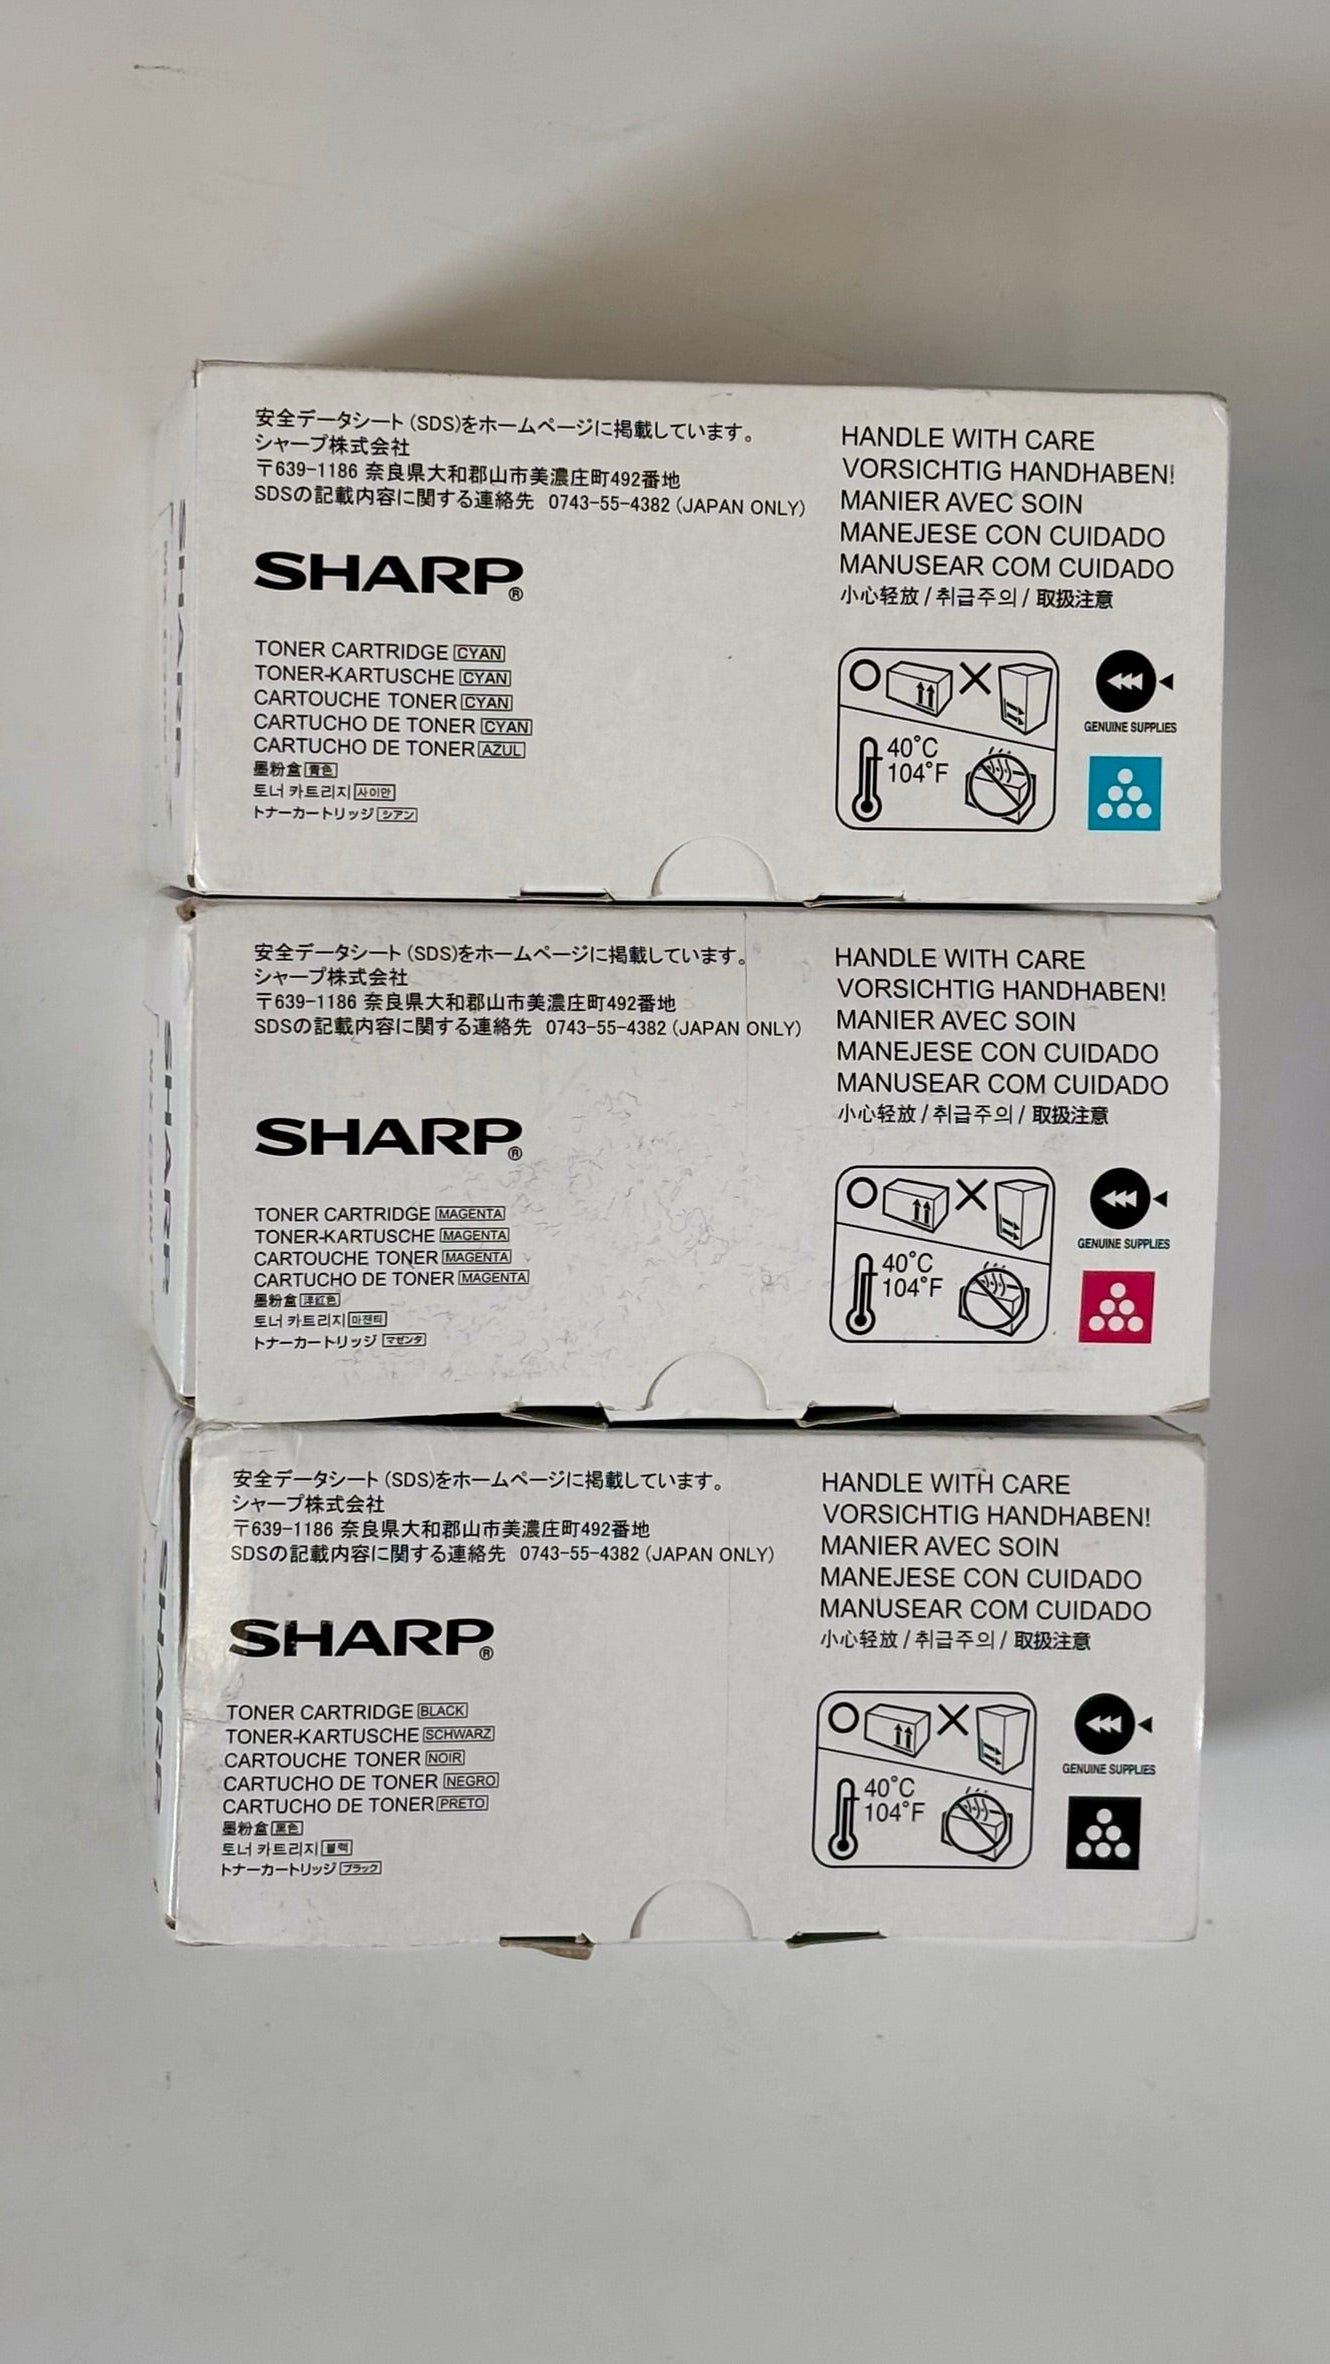 安全データシート(SDS)をホームページに掲載しています。
シャープ株式会社
〒639-1186 奈良県大和郡山市美濃庄町492番地
SDSの記載内容に関する連絡先 0743-55-4382 (JAPAN ONLY)
SHARP®
TONER CARTRIDGE CYAN
TONER-KARTUSCHE CYAN
CARTOUCHE TONER CYAN
CARTUCHO DE TONER CYAN
CARTUCHO DE TONER AZUL
墨粉盒 青色
토너 카트리지 사이안
トナーカートリッジ シアン
HANDLE WITH CARE
VORSICHTIG HANDHABEN!
MANIER AVEC SOIN
MANEJESE CON CUIDADO
MANUSEAR COM CUIDADO
小心轻放 / 취급주의 / 取扱注意
40°C
104°F
GENUINE SUPPLIES
SHARP
安全データシート(SDS)をホームページに掲載しています。
シャープ株式会社
〒639-1186 奈良県大和郡山市美濃庄町492番地
SDSの記載内容に関する連絡先 0743-55-4382 (JAPAN ONLY)
SHARP®
TONER CARTRIDGE MAGENTA
TONER-KARTUSCHE MAGENTA
CARTOUCHE TONER MAGENTA
CARTUCHO DE TONER MAGENTA
墨粉盒 洋红色
토너 카트리지 마젠타
トナーカートリッジ マゼンタ
HANDLE WITH CARE
VORSICHTIG HANDHABEN!
MANIER AVEC SOIN
MANEJESE CON CUIDADO
MANUSEAR COM CUIDADO
小心轻放 / 취급주의 / 取扱注意
40°C
104°F
GENUINE SUPPLIES
SHARP
安全データシート(SDS)をホームページに掲載しています。
シャープ株式会社
〒639-1186 奈良県大和郡山市美濃庄町492番地
SDSの記載内容に関する連絡先 0743-55-4382 (JAPAN ONLY)
SHARP®
TONER CARTRIDGE BLACK
TONER-KARTUSCHE SCHWARZ
CARTOUCHE TONER NOIR
CARTUCHO DE TONER NEGRO
CARTUCHO DE TONER PRETO
墨粉盒 黑色
토너 카트리지 블랙
トナーカートリッジ ブラック
HANDLE WITH CARE
VORSICHTIG HANDHABEN!
MANIER AVEC SOIN
MANEJESE CON CUIDADO
MANUSEAR COM CUIDADO
小心轻放 / 취급주의 / 取扱注意
40°C
104°F
GENUINE SUPPLIES
SHARP